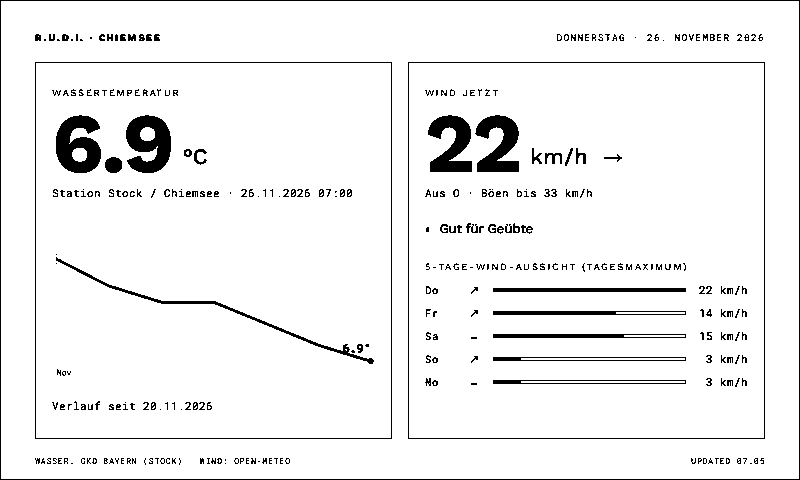 R.U.D.I. · CHIEMSEE
DONNERSTAG · 26. NOVEMBER 2026
WASSERTEMPERATUR
6.9 °C
Station Stock / Chiemsee · 26.11.2026 07:00
6.9°
Nov
Verlauf seit 20.11.2026
WIND JETZT
22 km/h →
Aus O · Böen bis 33 km/h
Gut für Geübte
5-TAGE-WIND-AUSSICHT (TAGESMAXIMUM)
Do ↗ 22 km/h
Fr ↗ 14 km/h
Sa – 15 km/h
So ↗ 3 km/h
Mo – 3 km/h
WASSER: GKD BAYERN (STOCK) WIND: OPEN-METEO
UPDATED 07:05